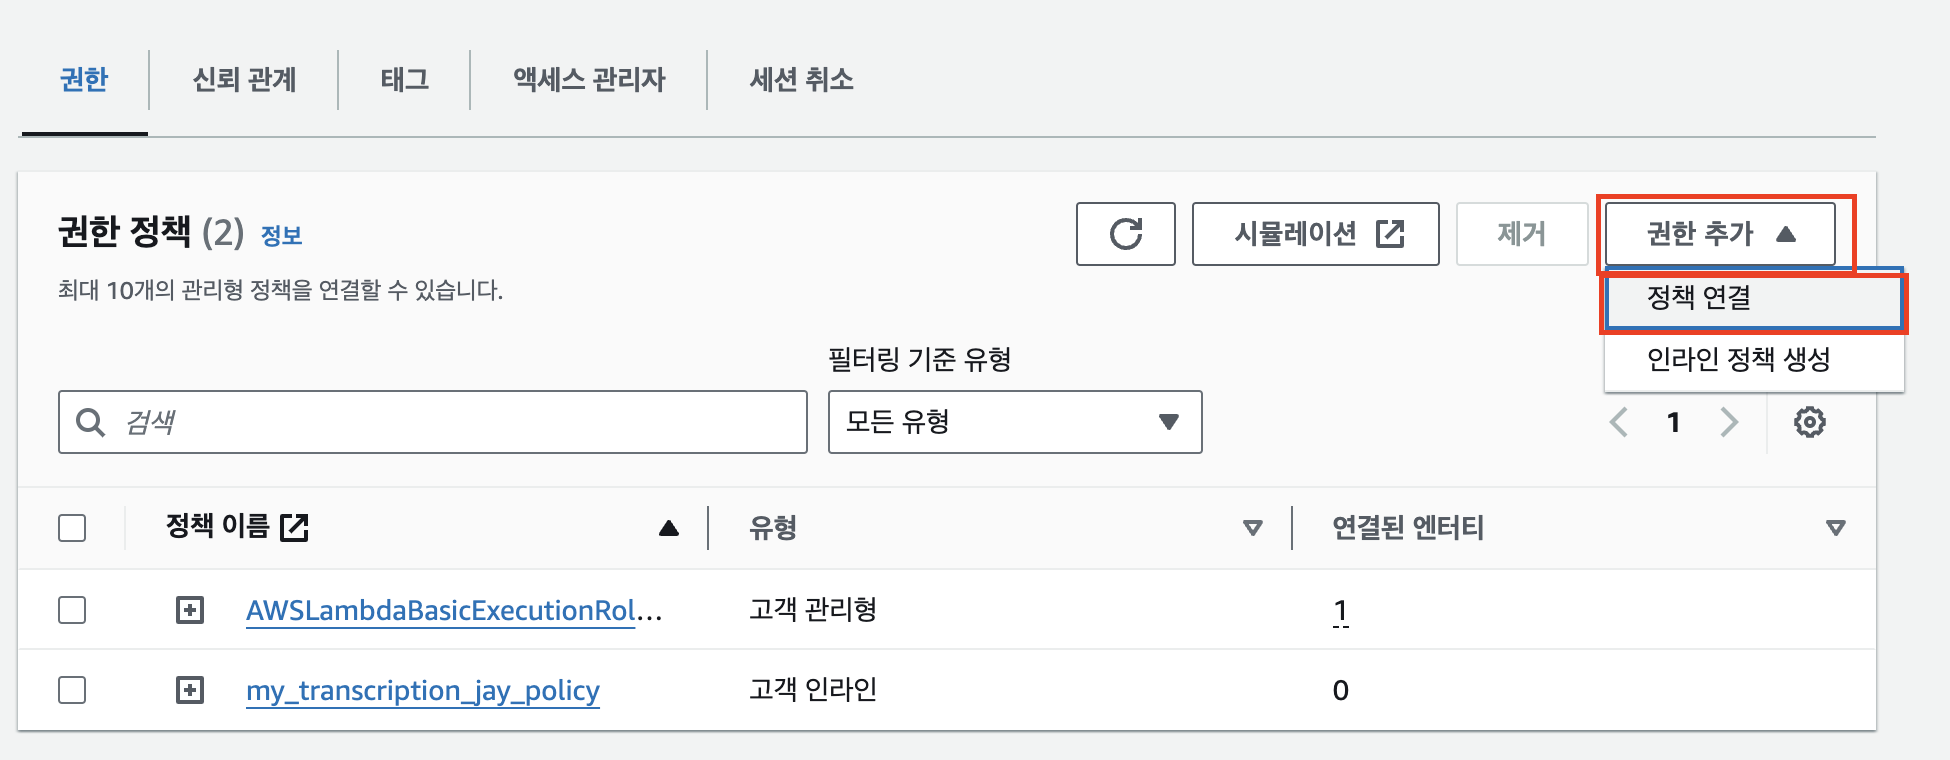 권한 신뢰 관계 태그 액세스 관리자 세션 취소
권한 정책 (2) 정보
시뮬레이션 제거 권한 추가
최대 10개의 관리형 정책을 연결할 수 있습니다.
정책 연결
인라인 정책 생성
필터링 기준 유형
검색 모든 유형 1
정책 이름 유형 연결된 엔터티
AWSLambdaBasicExecutionRol... 고객 관리형 1
my_transcription_jay_policy 고객 인라인 0